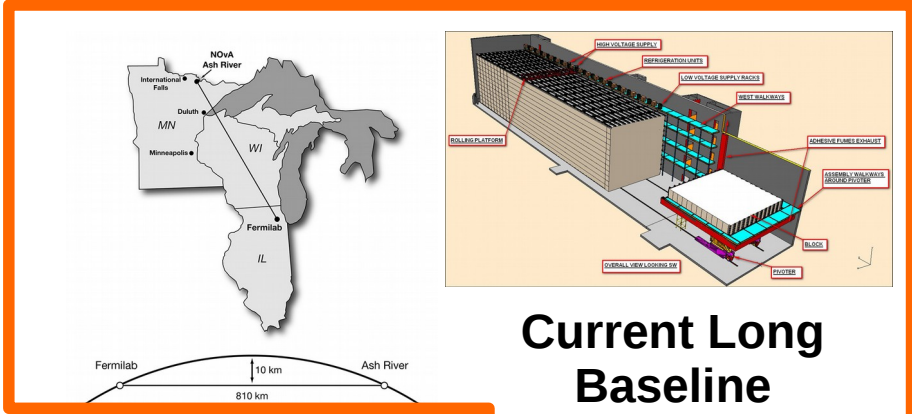 NOvA
Ash River
International
Falls
Duluth
MN
WI
Minneapolis
Fermilab
IL
Fermilab
Ash River
10 km
810 km
HIGH VOLTAGE SUPPLY
REFRIGERATION UNITS
LOW VOLTAGE SUPPLY RACKS
WEST WALKWAYS
ROLLING PLATFORM
ADHESIVE FUMES EXHAUST
ASSEMBLY WALKWAYS
AROUND PIVOTER
BLOCK
OVERALL VIEW LOOKING SW
PIVOTER
Current Long
Baseline